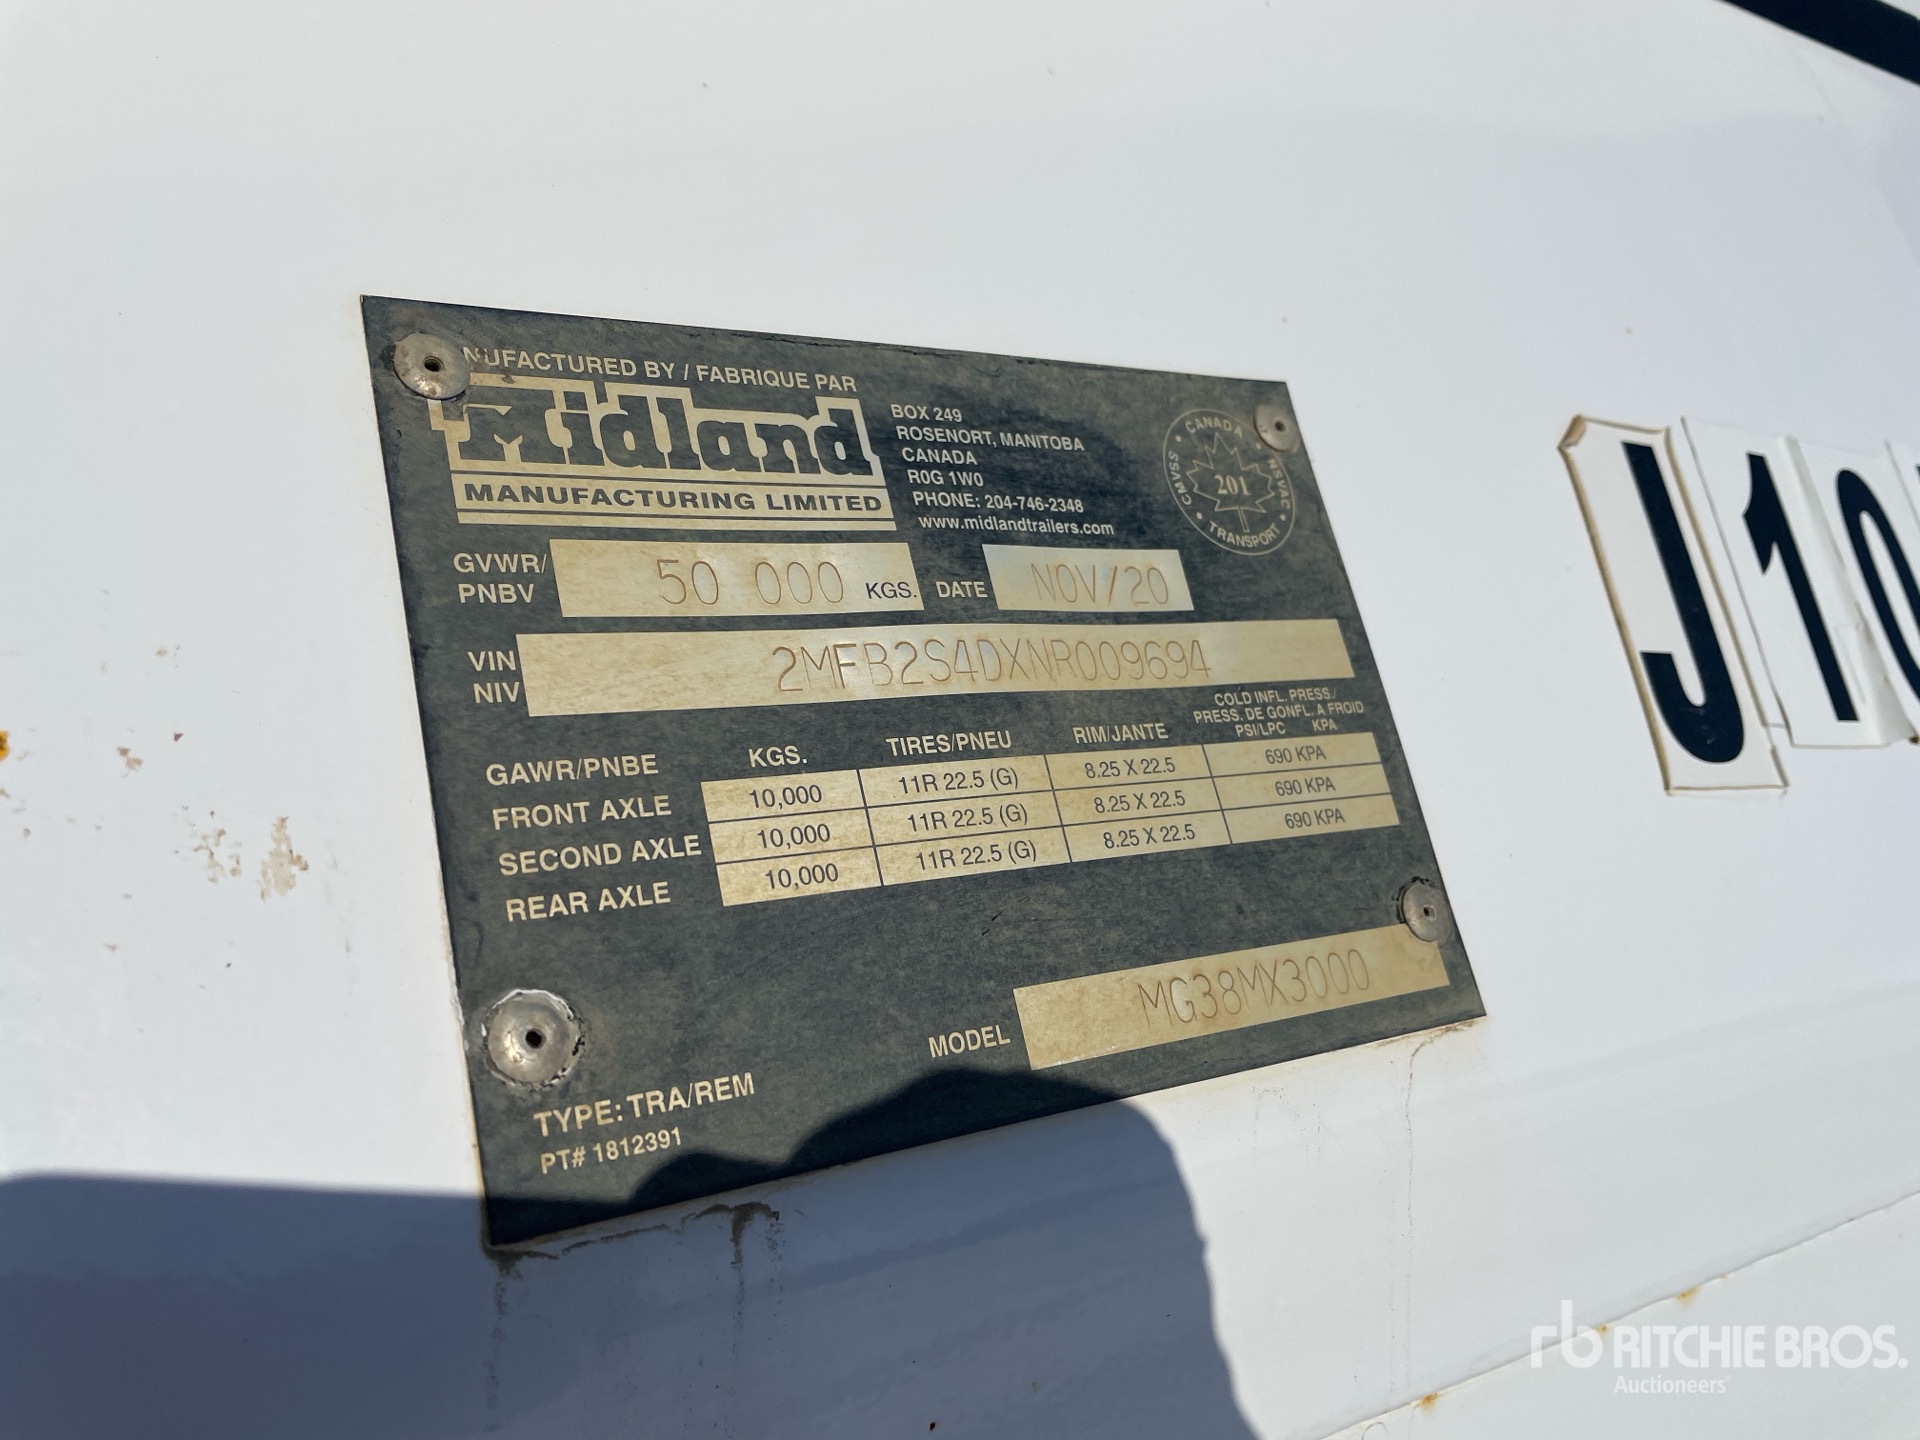 NUFACTURED BY / FABRIQUE PAR
Midland
MANUFACTURING LIMITED
BOX 249
ROSENORT, MANITOBA
CANADA
R0G 1W0
PHONE: 204-746-2348
www.midlandtrailers.com
CANADA
CMVSS • NSVAC
201
TRANSPORT
GVWR/
PNBV
50 000 KGS.
DATE NOV/20
VIN
NIV
2MFB2S4DXNR009694
COLD INFL. PRESS./
PRESS. DE GONFL. A FROID
GAWR/PNBE KGS. TIRES/PNEU RIM/JANTE PSI/LPC KPA
FRONT AXLE 10,000 11R 22.5 (G) 8.25 X 22.5 690 KPA
SECOND AXLE 10,000 11R 22.5 (G) 8.25 X 22.5 690 KPA
REAR AXLE 10,000 11R 22.5 (G) 8.25 X 22.5 690 KPA
MODEL MG38MX3000
TYPE: TRA/REM
PT# 1812391
J10
rb RITCHIE BROS.
Auctioneers